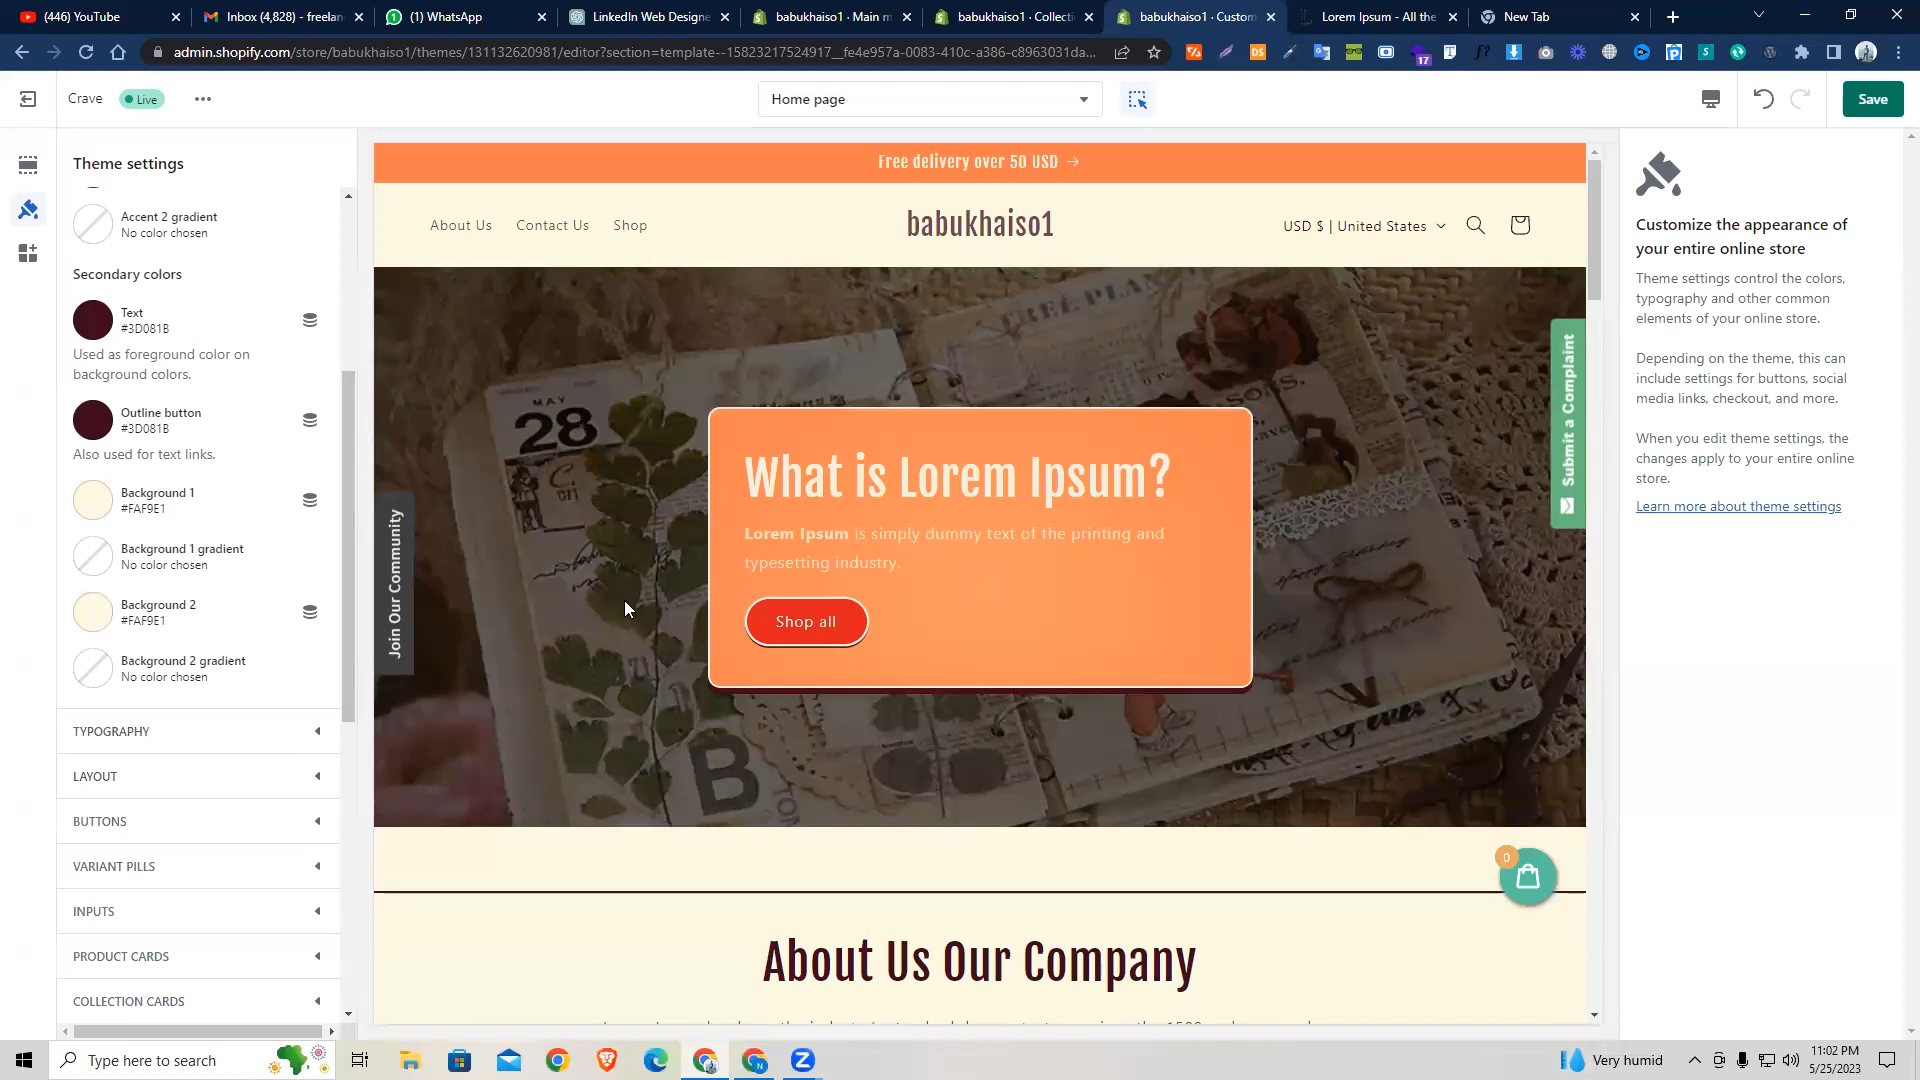 (446) YouTube
Inbox (4,828) - freelan
(1) WhatsApp
LinkedIn Web Designe
babukhaiso1 · Main m
babukhaiso1 · Collecti
babukhaiso1 · Custom
Lorem Ipsum - All the
New Tab
admin.shopify.com/store/babukhaiso1/themes/131132620981/editor?section=template--15823217524917__fe4e957a-0083-410c-a386-c8963031da...
17
Crave
Live
Home page
Save
Theme settings
Accent 2 gradient
No color chosen
Secondary colors
Text
#3D081B
Used as foreground color on
background colors.
Outline button
#3D081B
Also used for text links.
Background 1
#FAF9E1
Background 1 gradient
No color chosen
Background 2
#FAF9E1
Background 2 gradient
No color chosen
TYPOGRAPHY
LAYOUT
BUTTONS
VARIANT PILLS
INPUTS
PRODUCT CARDS
COLLECTION CARDS
Free delivery over 50 USD →
About Us
Contact Us
Shop
babukhaiso1
USD $ | United States
MAY
28
B
Join Our Community
Submit a Complaint
What is Lorem Ipsum?
Lorem Ipsum is simply dummy text of the printing and
typesetting industry.
Shop all
0
About Us Our Company
Customize the appearance of
your entire online store
Theme settings control the colors,
typography and other common
elements of your online store.
Depending on the theme, this can
include settings for buttons, social
media links, checkout, and more.
When you edit theme settings, the
changes apply to your entire online
store.
Learn more about theme settings
Type here to search
Very humid
11:02 PM
5/25/2023